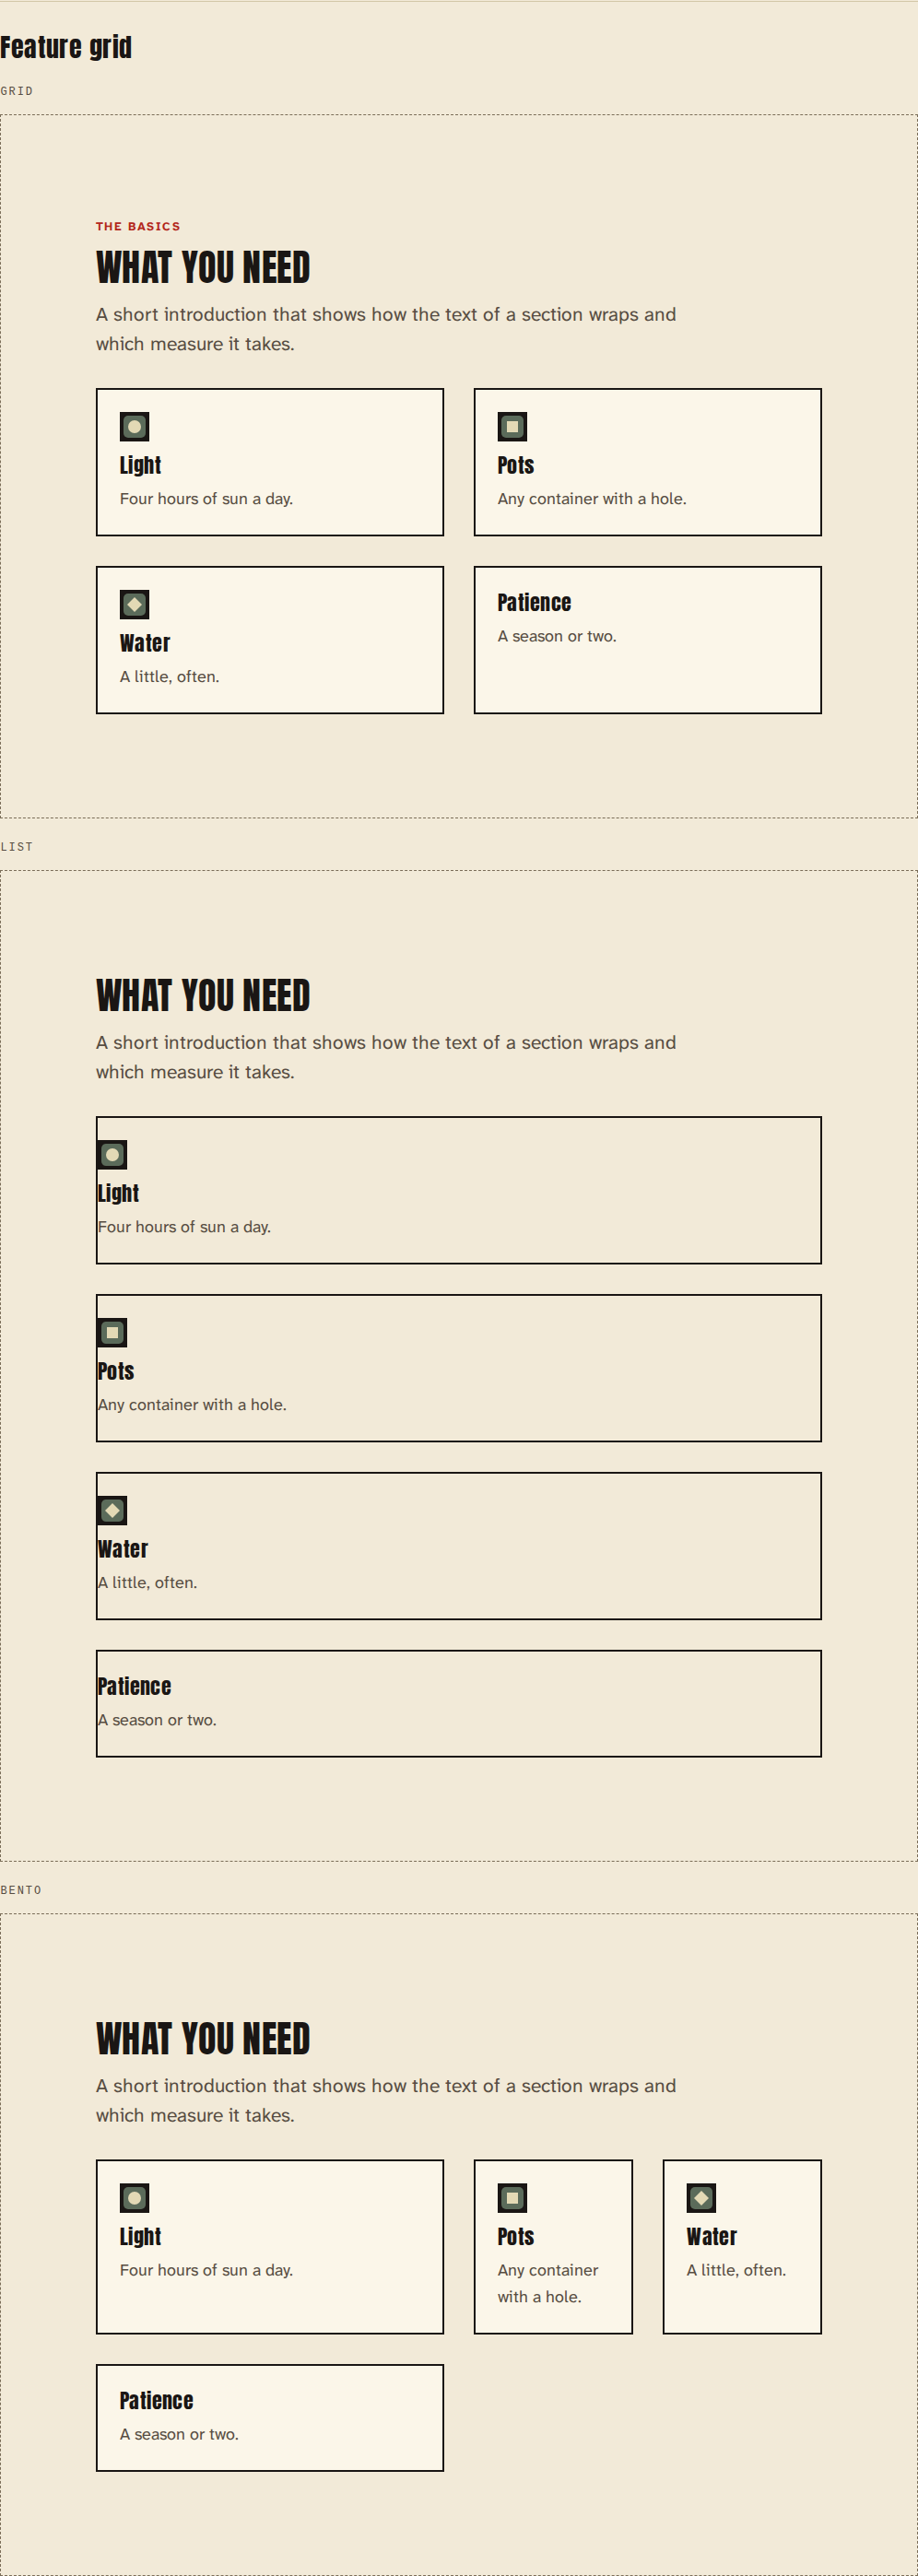 Feature grid
GRID
THE BASICS
WHAT YOU NEED
A short introduction that shows how the text of a section wraps and
which measure it takes.
Light
Four hours of sun a day.
Pots
Any container with a hole.
Water
A little, often.
Patience
A season or two.
LIST
WHAT YOU NEED
A short introduction that shows how the text of a section wraps and
which measure it takes.
Light
Four hours of sun a day.
Pots
Any container with a hole.
Water
A little, often.
Patience
A season or two.
BENTO
WHAT YOU NEED
A short introduction that shows how the text of a section wraps and
which measure it takes.
Light
Four hours of sun a day.
Pots
Any container
with a hole.
Water
A little, often.
Patience
A season or two.